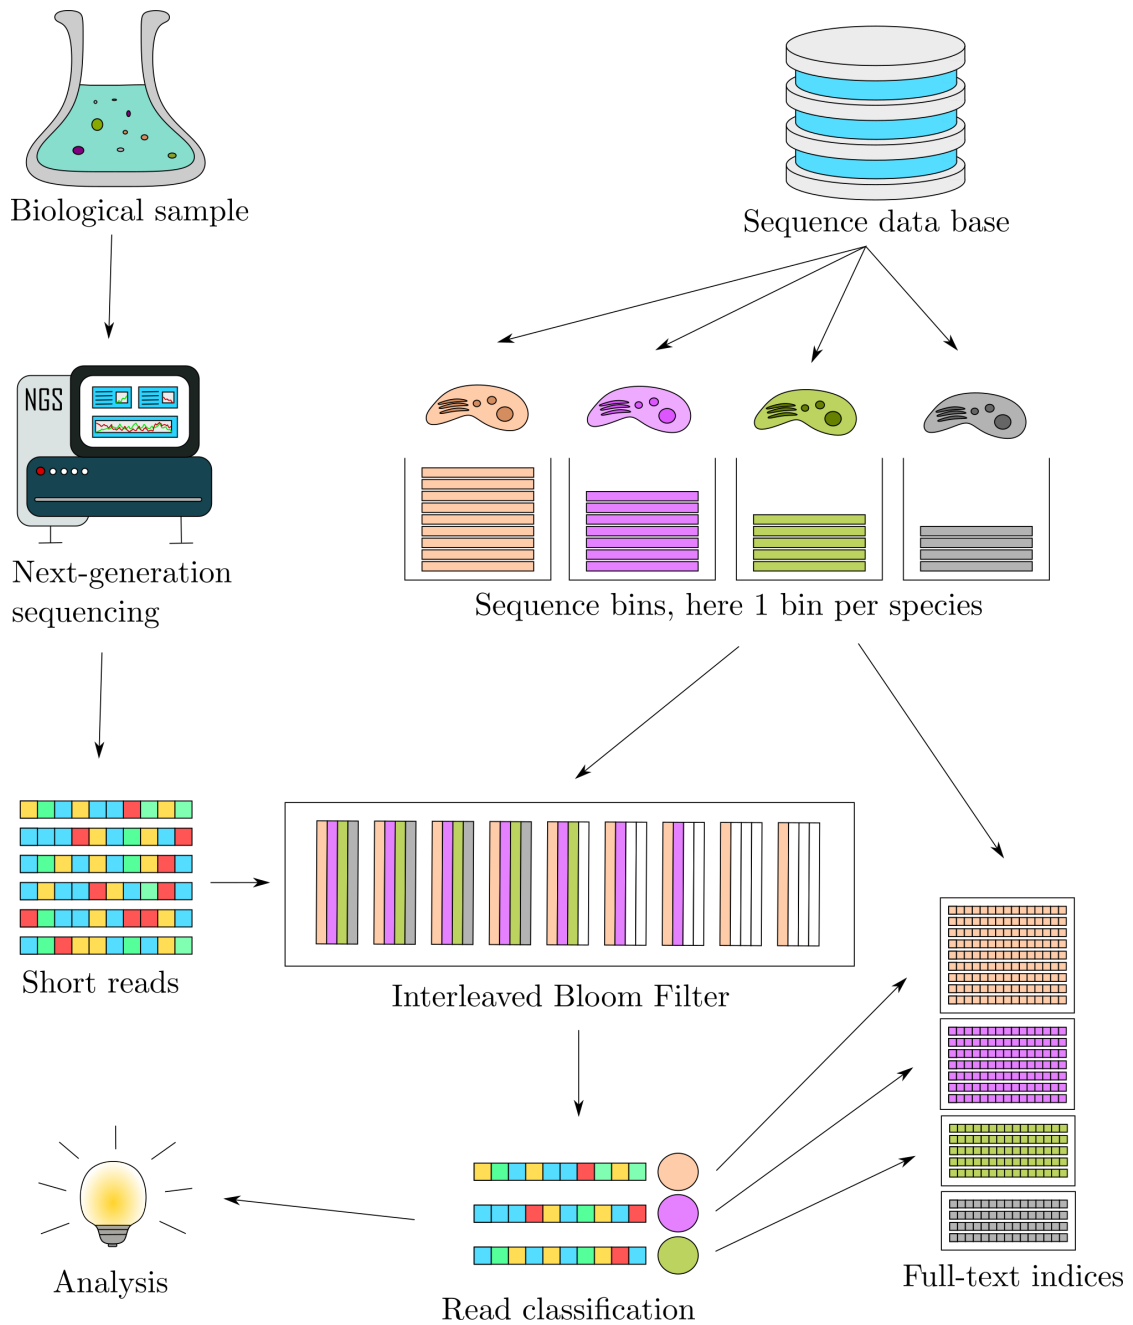 Biological sample
Sequence data base
NGS
Next-generation
sequencing
Sequence bins, here 1 bin per species
Short reads
Interleaved Bloom Filter
Analysis
Read classification
Full-text indices